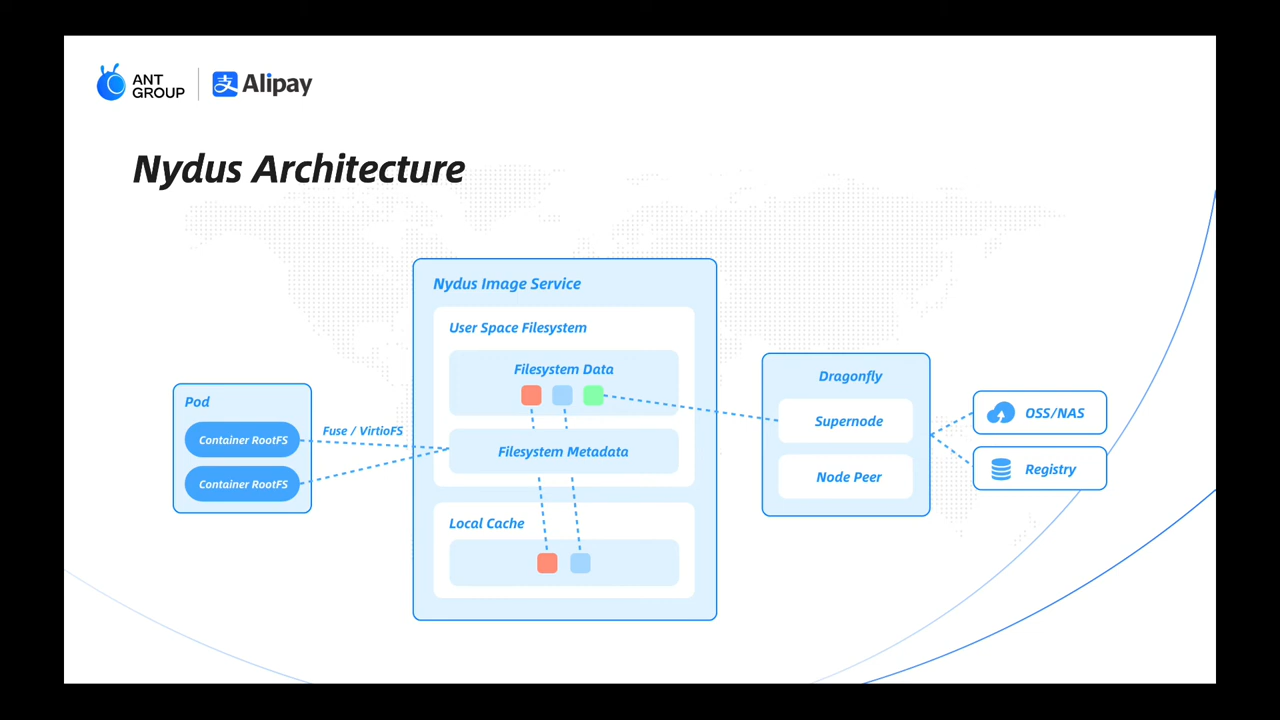 ANT
GROUP
支 Alipay
Nydus Architecture
Pod
Container RootFS
Container RootFS
Fuse / VirtioFS
Nydus Image Service
User Space Filesystem
Filesystem Data
Filesystem Metadata
Local Cache
Dragonfly
Supernode
Node Peer
OSS/NAS
Registry